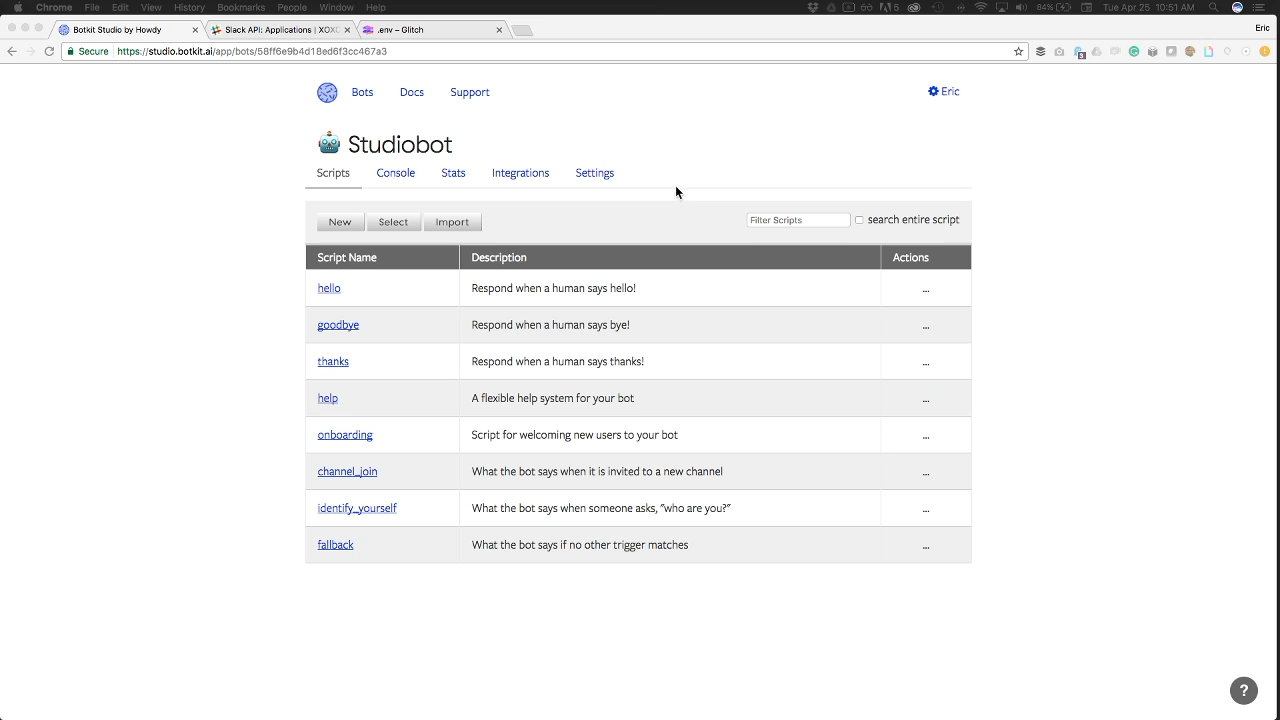 Chrome File Edit View History Bookmarks People Window Help 5 84% Tue Apr 25 10:51 AM
Botkit Studio by Howdy × Slack API: Applications | XOXC × .env – Glitch × Eric
Secure https://studio.botkit.ai/app/bots/58ff6e9b4d18ed6f3cc467a3 3
Bots Docs Support Eric
Studiobot
Scripts Console Stats Integrations Settings
New Select Import Filter Scripts search entire script
Script Name Description Actions
hello Respond when a human says hello! ...
goodbye Respond when a human says bye! ...
thanks Respond when a human says thanks! ...
help A flexible help system for your bot ...
onboarding Script for welcoming new users to your bot ...
channel_join What the bot says when it is invited to a new channel ...
identify_yourself What the bot says when someone asks, "who are you?" ...
fallback What the bot says if no other trigger matches ...
?